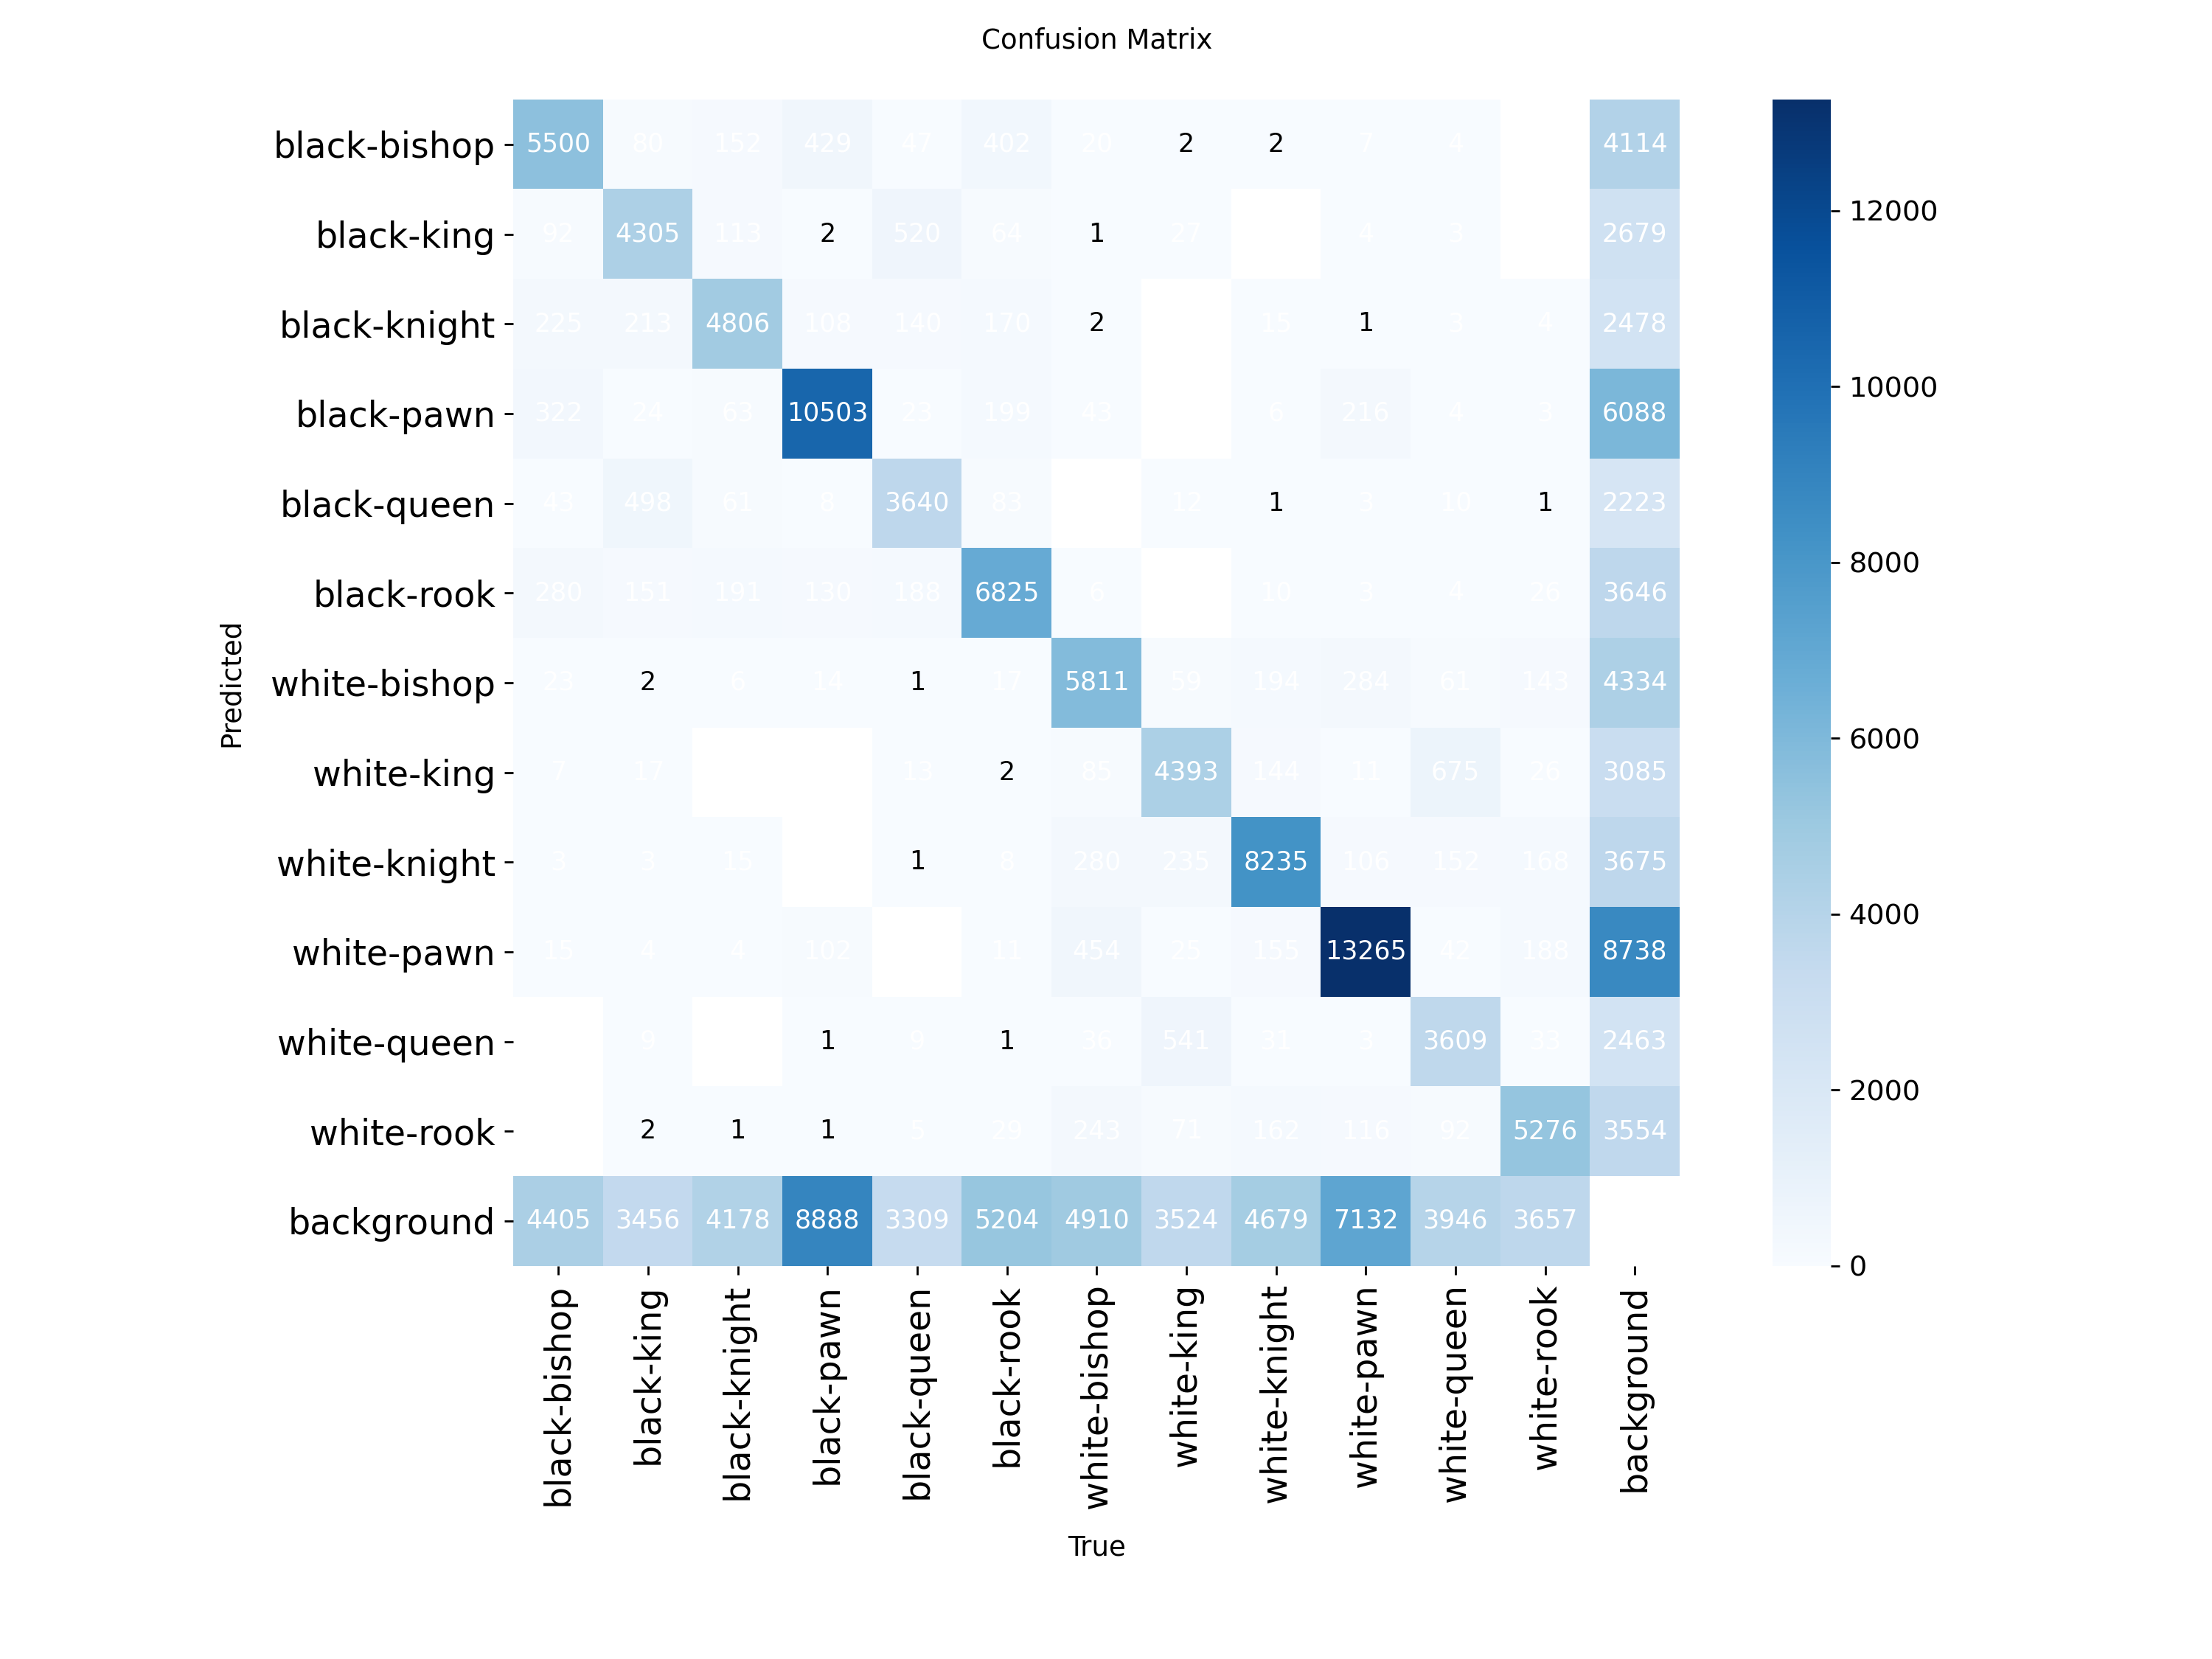 Confusion Matrix
black-bishop 5500 80 152 429 47 402 20 2 2 7 4 4114
black-king 92 4305 113 2 520 64 1 27 4 3 2679
black-knight 225 213 4806 108 140 170 2 15 1 3 4 2478
black-pawn 322 24 63 10503 23 199 43 6 216 4 3 6088
black-queen 43 498 61 8 3640 83 12 1 3 10 1 2223
black-rook 280 151 191 130 188 6825 6 10 3 4 26 3646
white-bishop 23 2 6 14 1 17 5811 59 194 284 61 143 4334
white-king 7 17 13 2 85 4393 144 11 675 26 3085
white-knight 3 3 15 1 8 280 235 8235 106 152 168 3675
white-pawn 15 4 4 102 11 454 25 155 13265 42 188 8738
white-queen 9 1 9 1 36 541 31 3 3609 33 2463
white-rook 2 1 1 5 29 243 71 162 116 92 5276 3554
background 4405 3456 4178 8888 3309 5204 4910 3524 4679 7132 3946 3657
Predicted
black-bishop
black-king
black-knight
black-pawn
black-queen
black-rook
white-bishop
white-king
white-knight
white-pawn
white-queen
white-rook
background
True
12000
10000
8000
6000
4000
2000
0